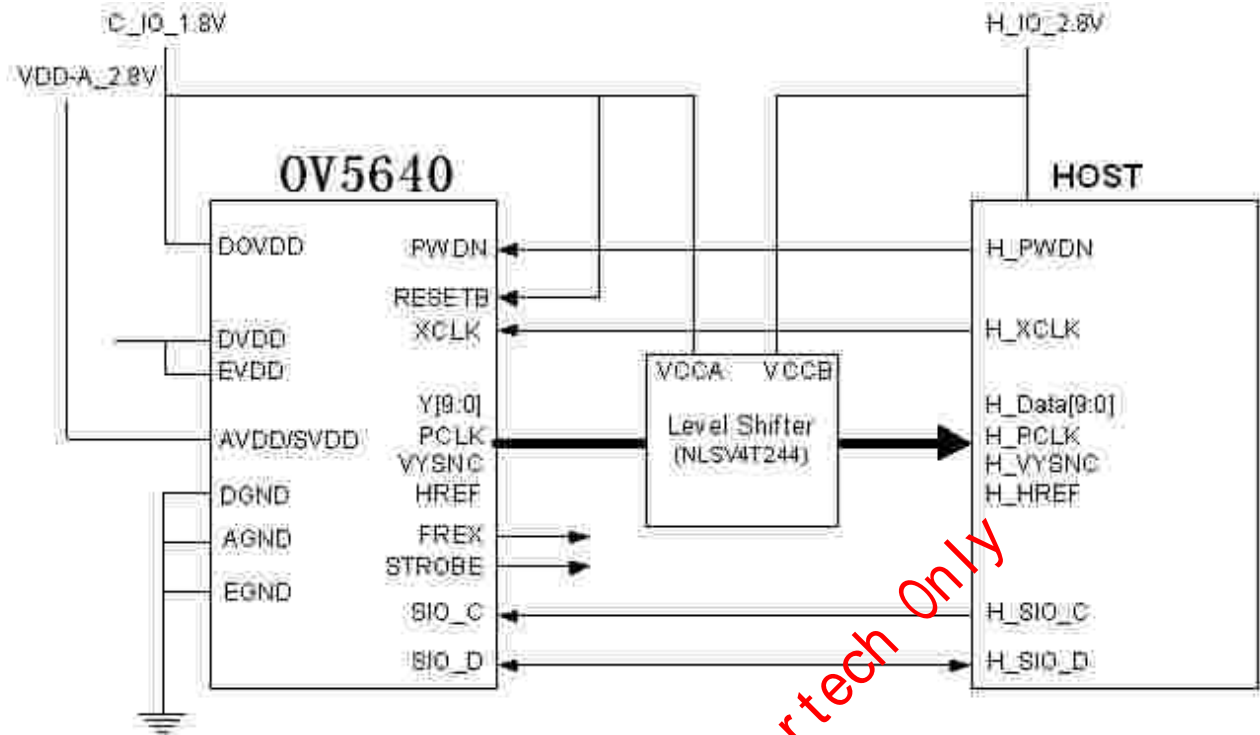 C_IO_1.8V
H_IO_2.8V
VDD-A_2.8V
OV5640
HOST
DOVDD
PWDN
H_PWDN
RESETB
DVDD
XCLK
H_XCLK
EVDD
VCCA
VCCB
Y[9:0]
H_Data[9:0]
AVDD/SVDD
PCLK
Level Shifter
H_PCLK
VYSNC
(NLSV4T244)
H_VYSNC
DGND
HREF
H_HREF
AGND
FREX
STROBE
EGND
SIO_C
H_SIO_C
SIO_D
H_SIO_D
rtech Only